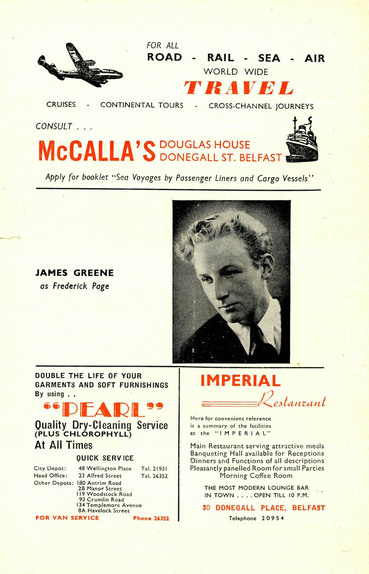 FOR ALL
ROAD - RAIL - SEA - AIR
WORLD WIDE
TRAVEL
CRUISES - CONTINENTAL TOURS - CROSS-CHANNEL JOURNEYS
CONSULT . . .
McCALLA'S DOUGLAS HOUSE
DONEGALL ST. BELFAST
Apply for booklet "Sea Voyages by Passenger Liners and Cargo Vessels"
JAMES GREENE
as Frederick Page
DOUBLE THE LIFE OF YOUR
GARMENTS AND SOFT FURNISHINGS
By using . .
"PEARL"
Quality Dry-Cleaning Service
(PLUS CHLOROPHYLL)
At All Times
QUICK SERVICE
City Depot: 48 Wellington Place Tel. 21931
Head Office: 23 Alfred Street Tel. 26352
Other Depots: 180 Antrim Road
28 Manor Street
119 Woodstock Road
93 Crumlin Road
134 Templemore Avenue
8A Havelock Street
FOR VAN SERVICE Phone 26352
IMPERIAL
Restaurant
Here for convenient reference
is a summary of the facilities
at the "IMPERIAL"
Main Restaurant serving attractive meals
Banqueting Hall available for Receptions
Dinners and Functions of all descriptions
Pleasantly panelled Room for small Parties
Morning Coffee Room
THE MOST MODERN LOUNGE BAR
IN TOWN . . . . OPEN TILL 10 P.M.
30 DONEGALL PLACE, BELFAST
Telephone 20954